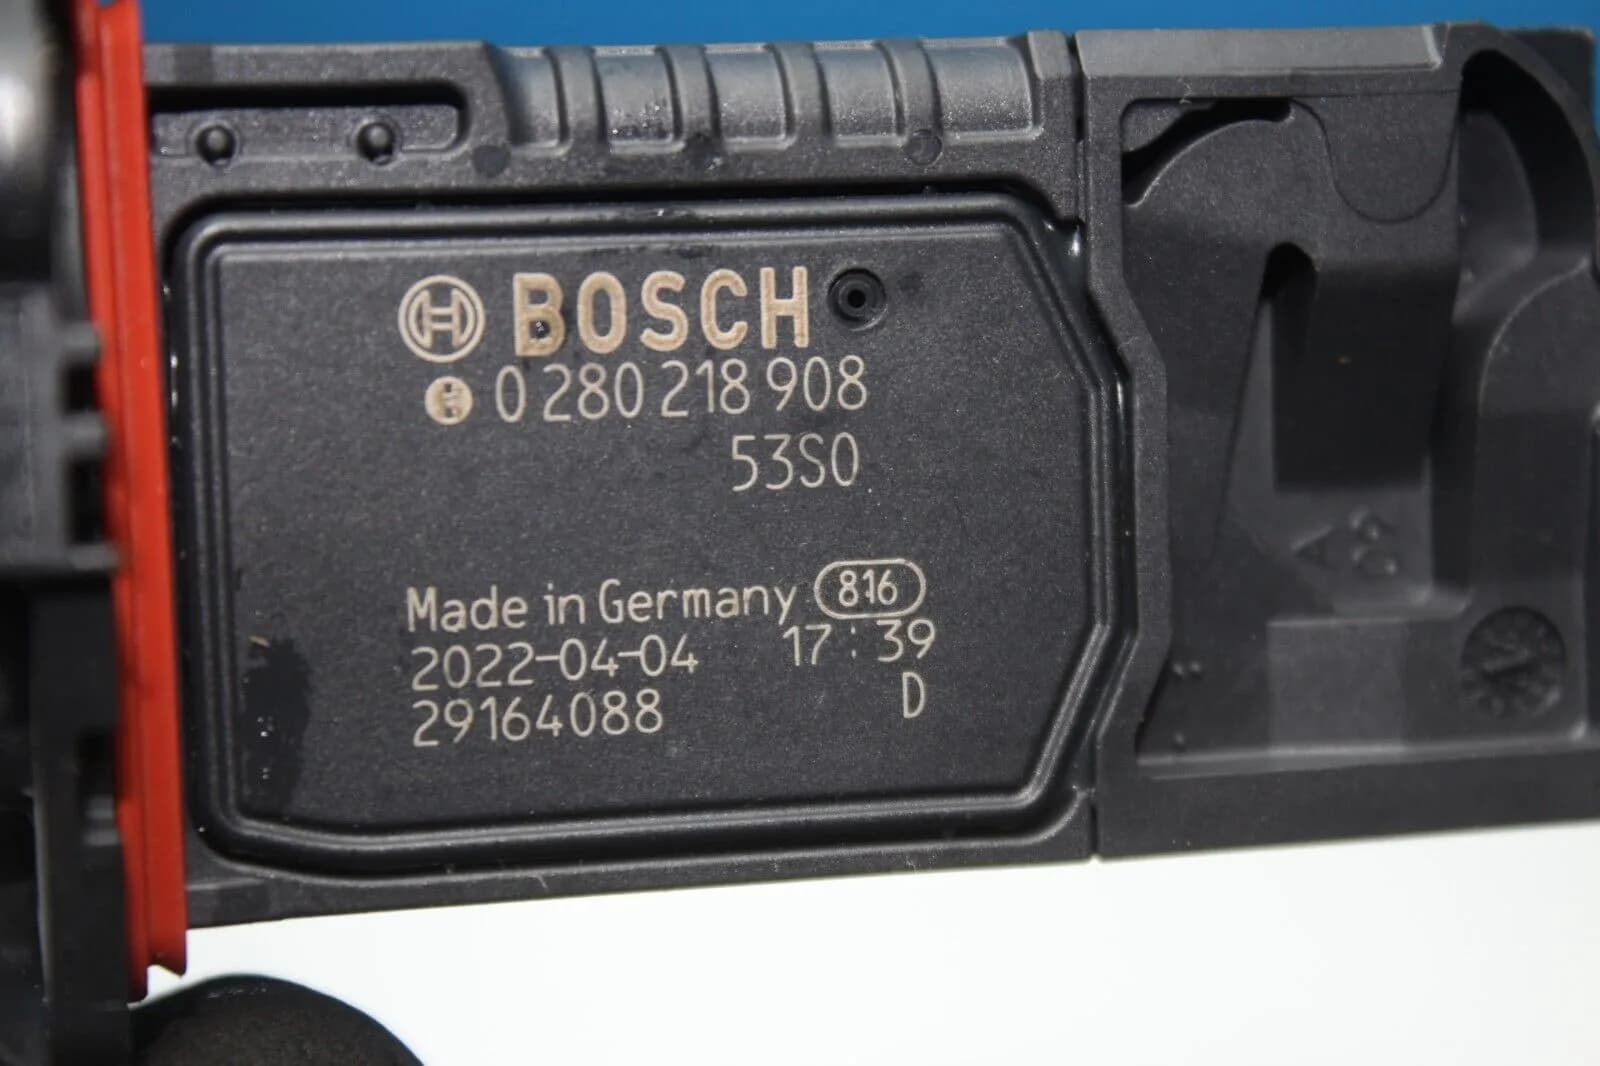 BOSCH
0 280 218 908
53S0
Made in Germany 816
2022-04-04 17:39
29164088 D